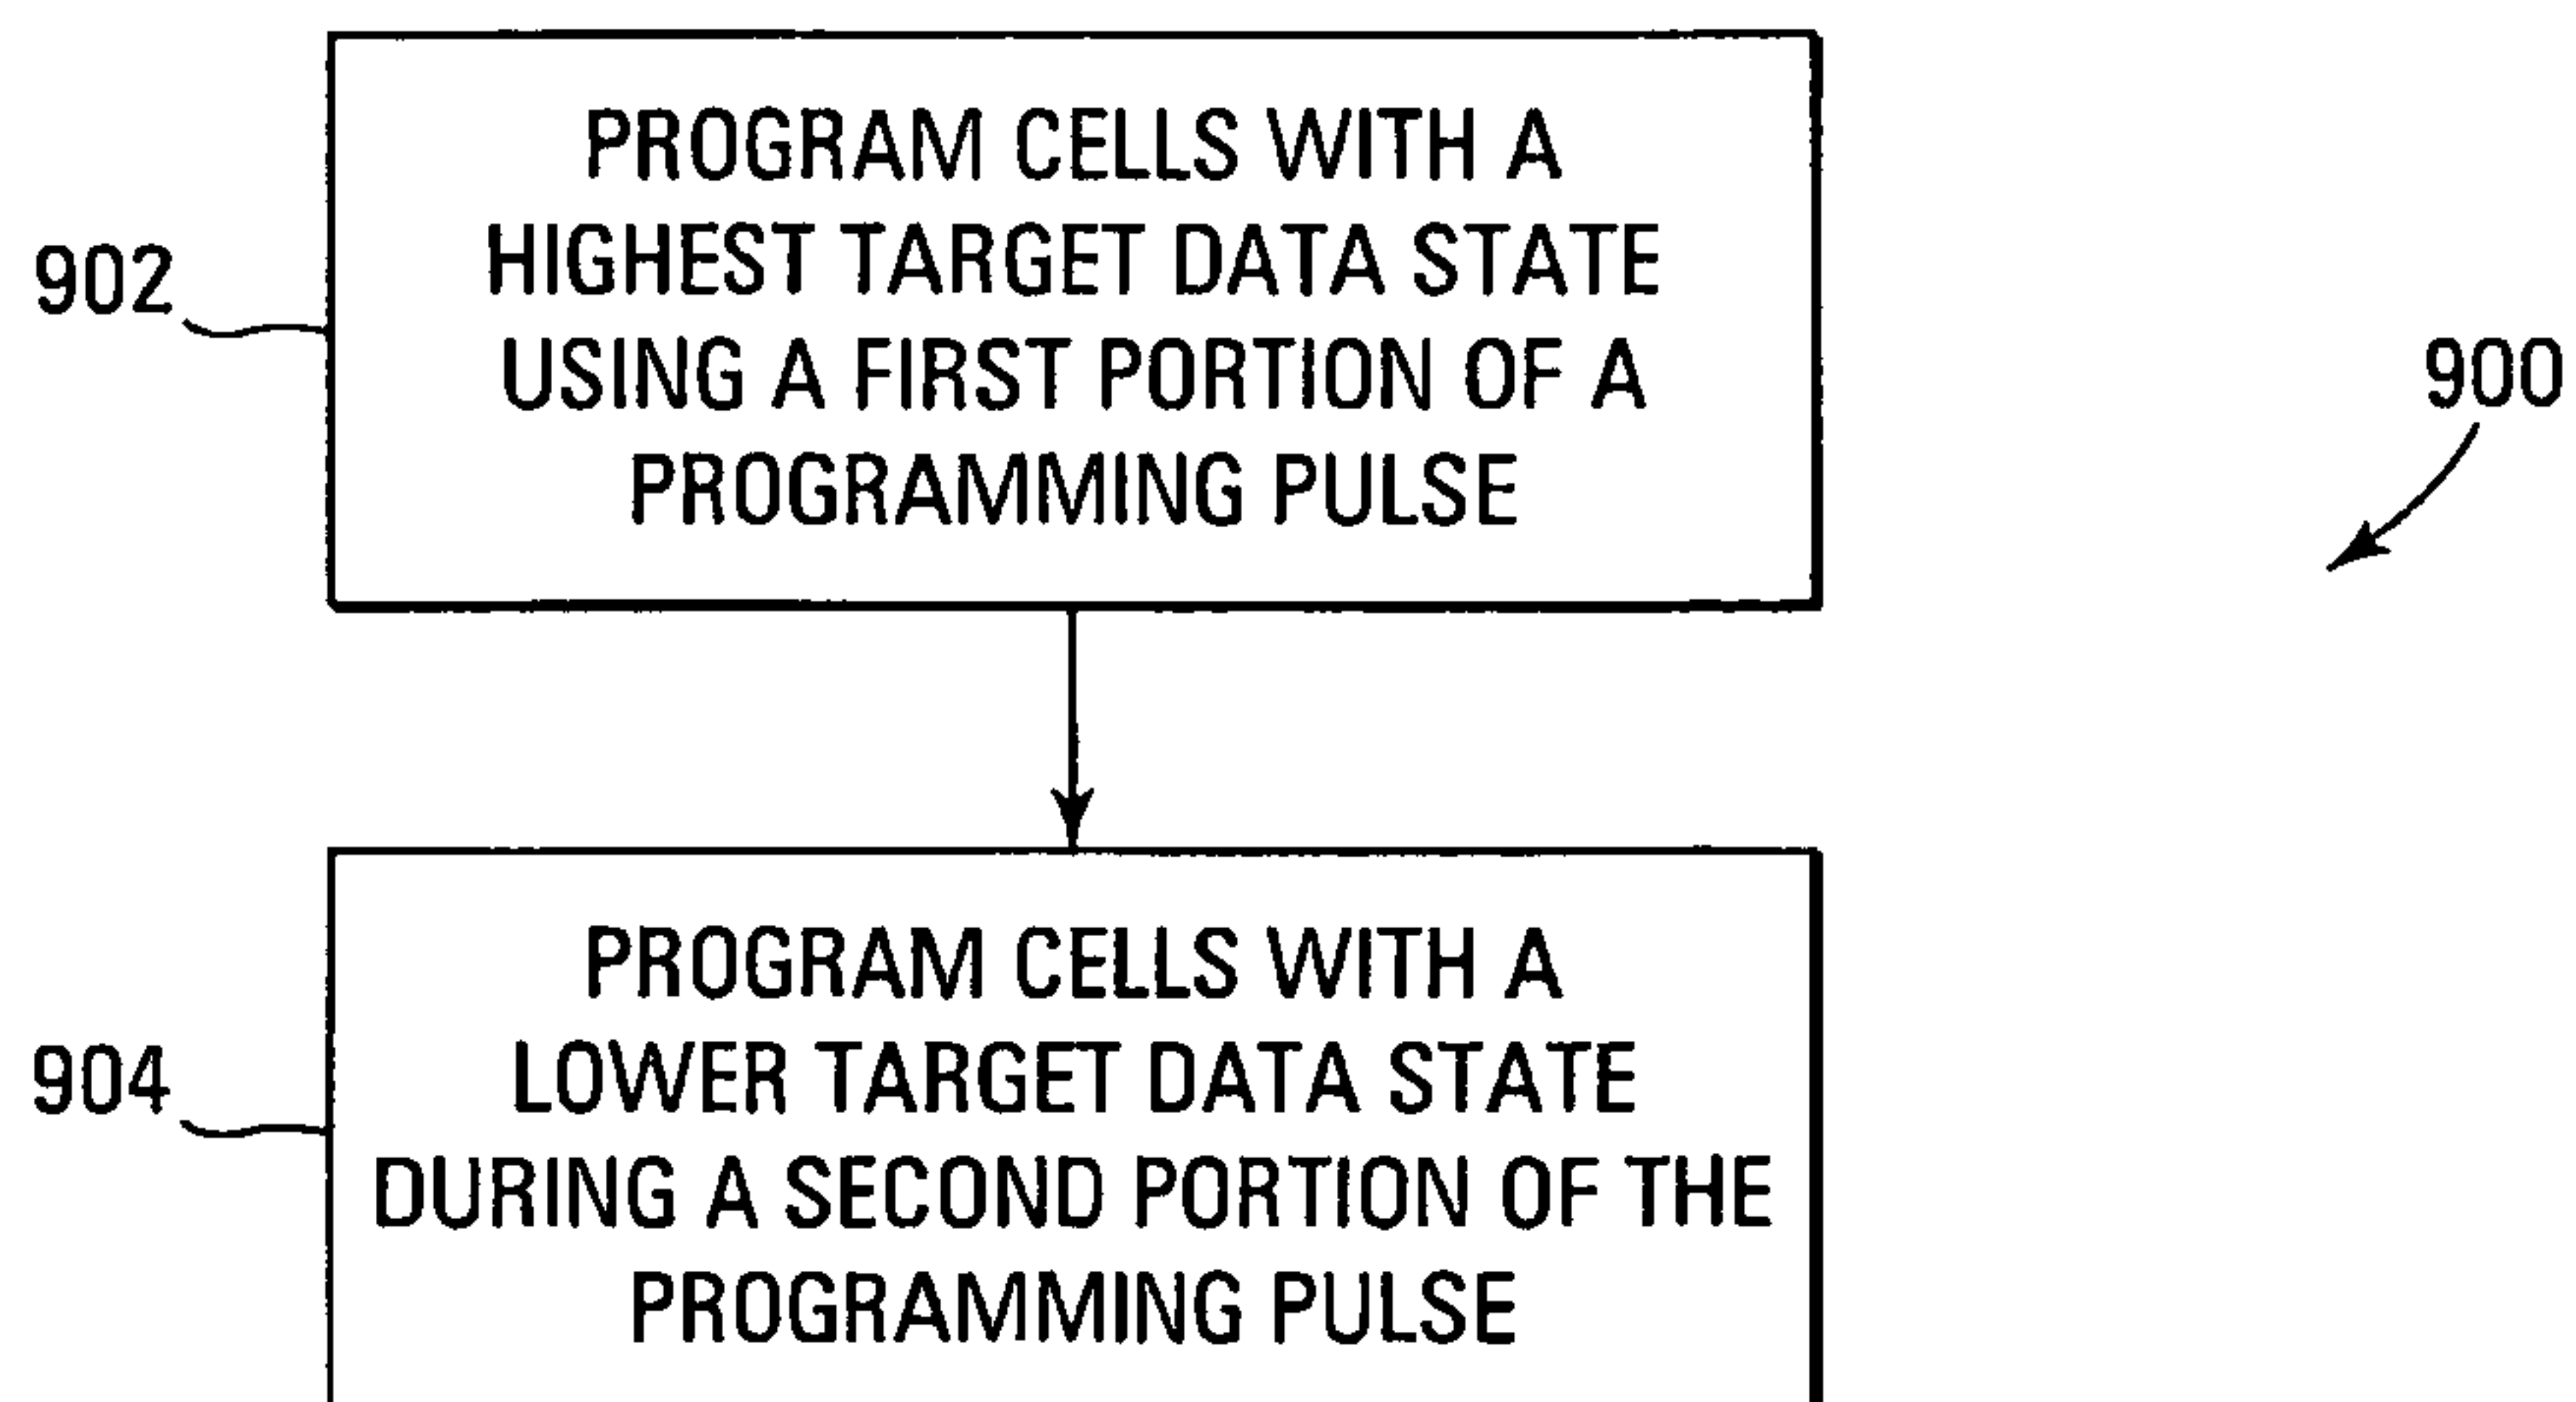 PROGRAM CELLS WITH A
HIGHEST TARGET DATA STATE
USING A FIRST PORTION OF A
PROGRAMMING PULSE
902
900
PROGRAM CELLS WITH A
LOWER TARGET DATA STATE
DURING A SECOND PORTION OF THE
PROGRAMMING PULSE
904